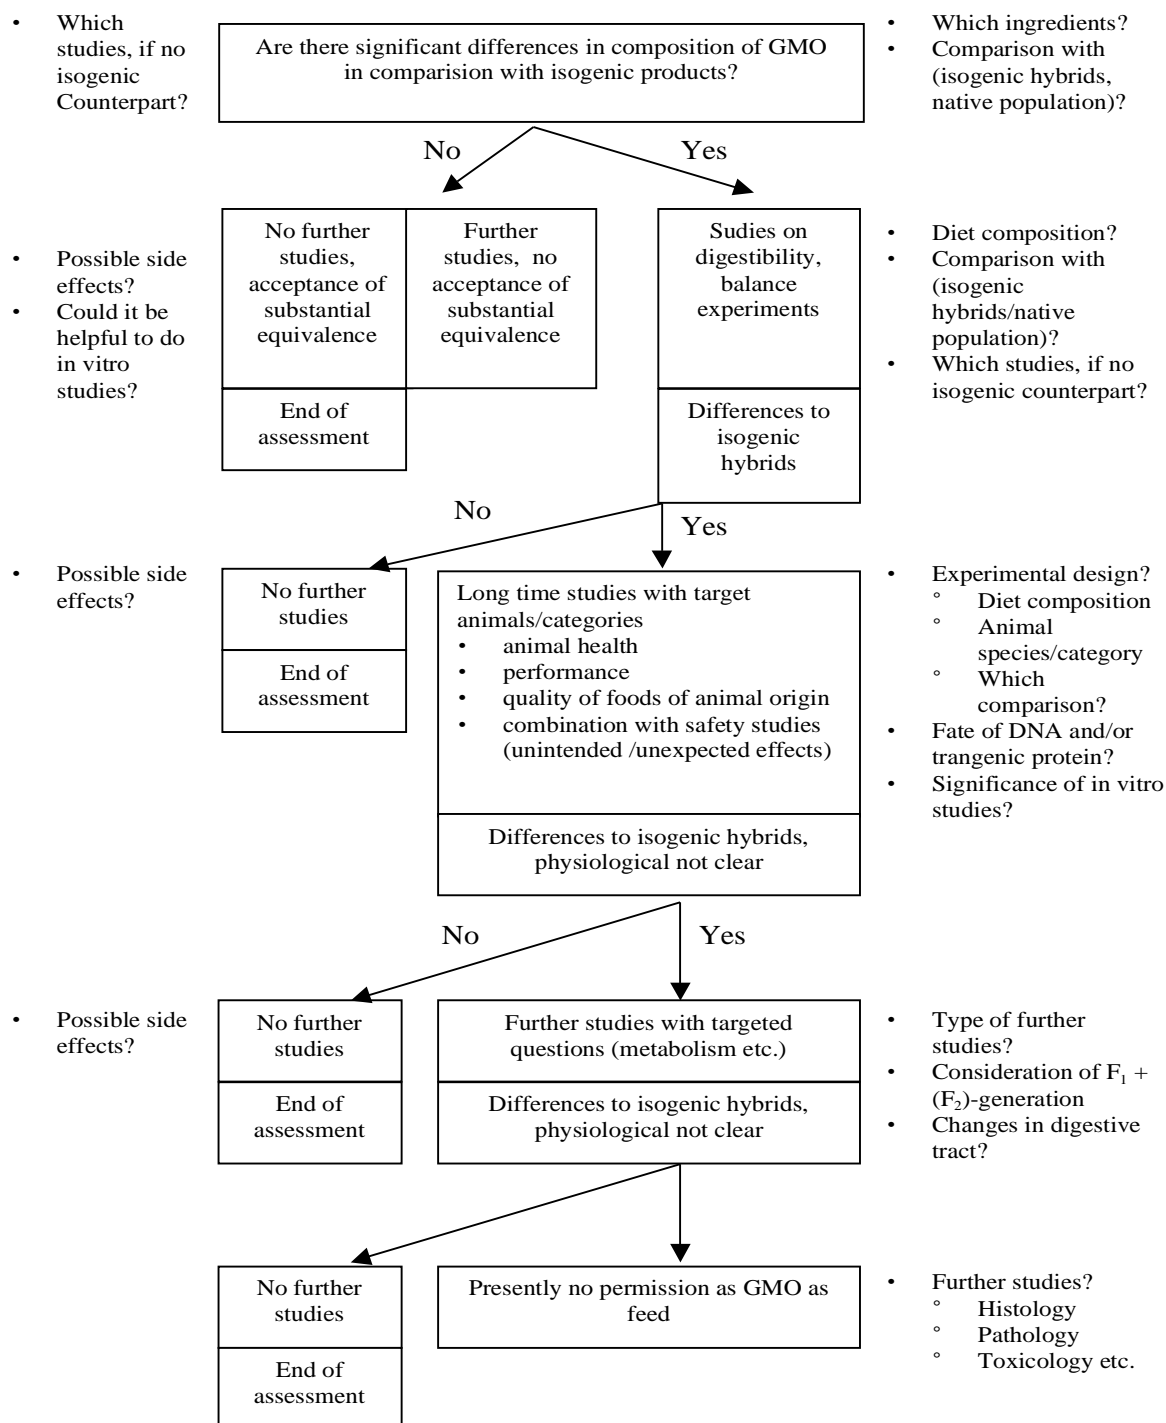 • Which
studies, if no
isogenic
Counterpart?
Are there significant differences in composition of GMO
in comparision with isogenic products?
• Which ingredients?
• Comparison with
(isogenic hybrids,
native population)?
No
Yes
• Possible side
effects?
• Could it be
helpful to do
in vitro
studies?
No further
studies,
acceptance of
substantial
equivalence
Further
studies, no
acceptance of
substantial
equivalence
Sudies on
digestibility,
balance
experiments
• Diet composition?
• Comparison with
(isogenic
hybrids/native
population)?
• Which studies, if no
isogenic counterpart?
End of
assessment
Differences to
isogenic
hybrids
No
Yes
• Possible side
effects?
No further
studies
End of
assessment
Long time studies with target
animals/categories
• animal health
• performance
• quality of foods of animal origin
• combination with safety studies
(unintended /unexpected effects)
Differences to isogenic hybrids,
physiological not clear
• Experimental design?
° Diet composition
° Animal
species/category
° Which
comparison?
• Fate of DNA and/or
trangenic protein?
• Significance of in vitro
studies?
No
Yes
• Possible side
effects?
No further
studies
End of
assessment
Further studies with targeted
questions (metabolism etc.)
Differences to isogenic hybrids,
physiological not clear
• Type of further
studies?
• Consideration of F₁ +
(F₂)-generation
• Changes in digestive
tract?
No further
studies
End of
assessment
Presently no permission as GMO as
feed
• Further studies?
° Histology
° Pathology
° Toxicology etc.